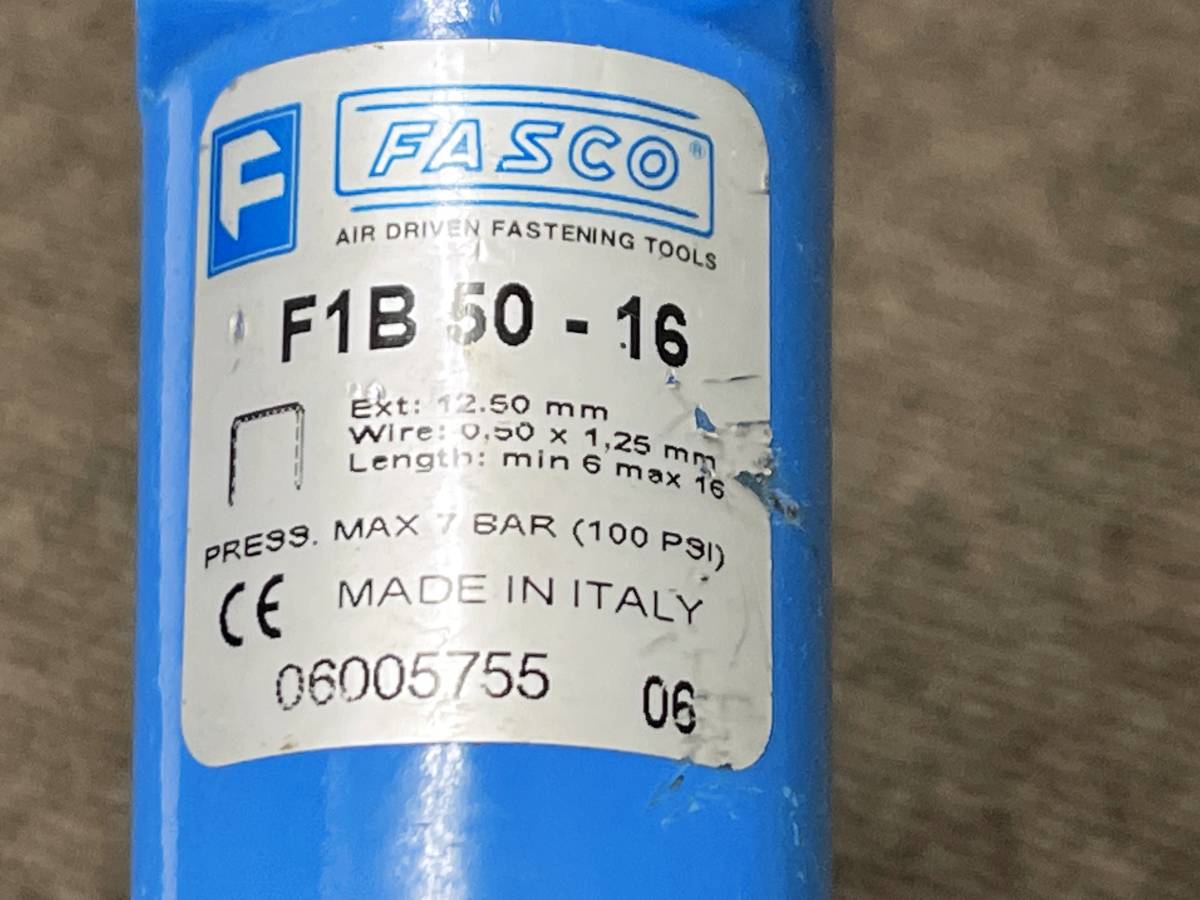 F
FASCO®
AIR DRIVEN FASTENING TOOLS
F1B 50 - 16
Ext: 12.50 mm
Wire: 0,50 x 1,25 mm
Length: min 6 max 16
PRESS. MAX 7 BAR (100 PSI)
CE MADE IN ITALY
06005755 06